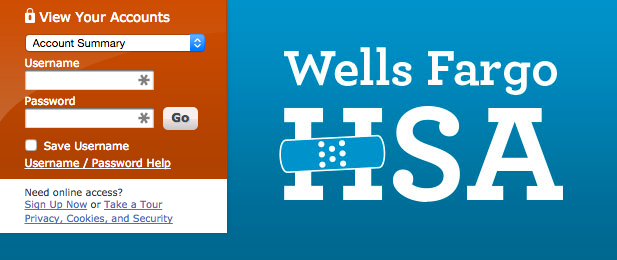 View Your Accounts
Account Summary
Username
Password
Go
Save Username
Username / Password Help
Need online access?
Sign Up Now or Take a Tour
Privacy, Cookies, and Security
Wells Fargo
HSA